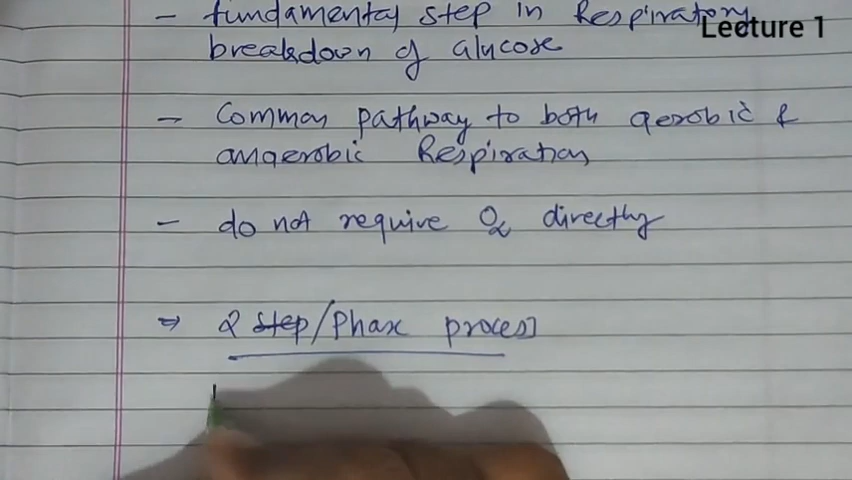 - fundamental step in Respiratory
Lecture 1
breakdown of glucose
- Common pathway to both aerobic &
anaerobic Respiration
- do not require O2 directly
⇒ 2 step/Phase process